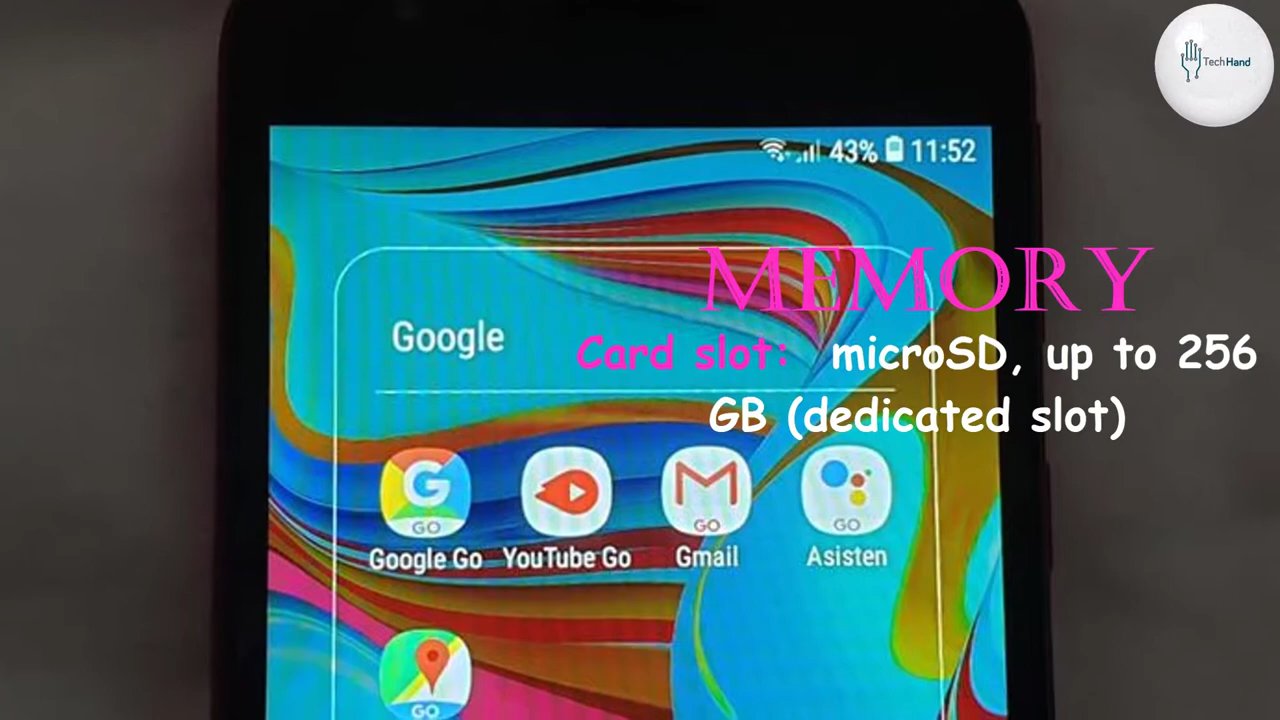 TechHand
43% 11:52
MEMORY
Google
Card slot: microSD, up to 256
GB (dedicated slot)
G
GO GO GO
Google Go YouTube Go Gmail Asisten
GO